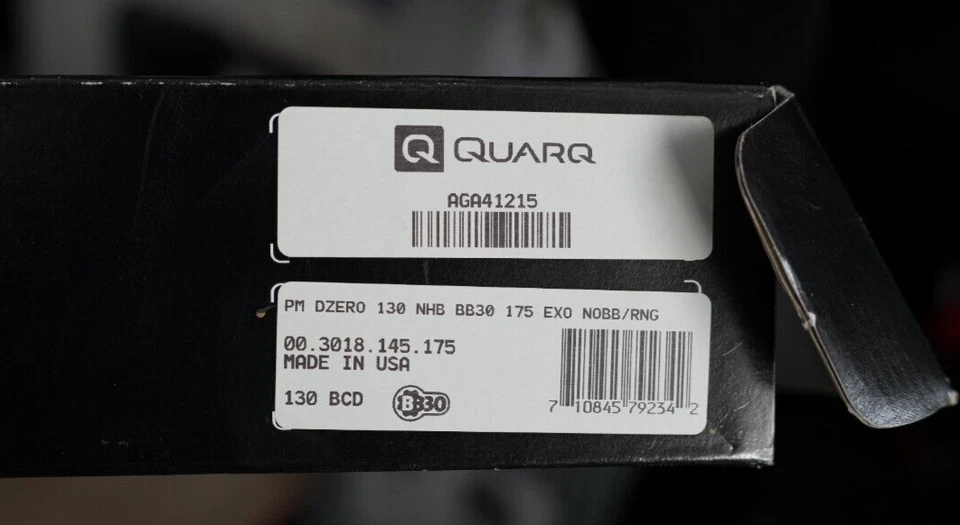 Q QUARQ
AGA41215
PM DZERO 130 NHB BB30 175 EXO NOBB/RNG
00.3018.145.175
MADE IN USA
130 BCD BB30
7 10845 79234 2